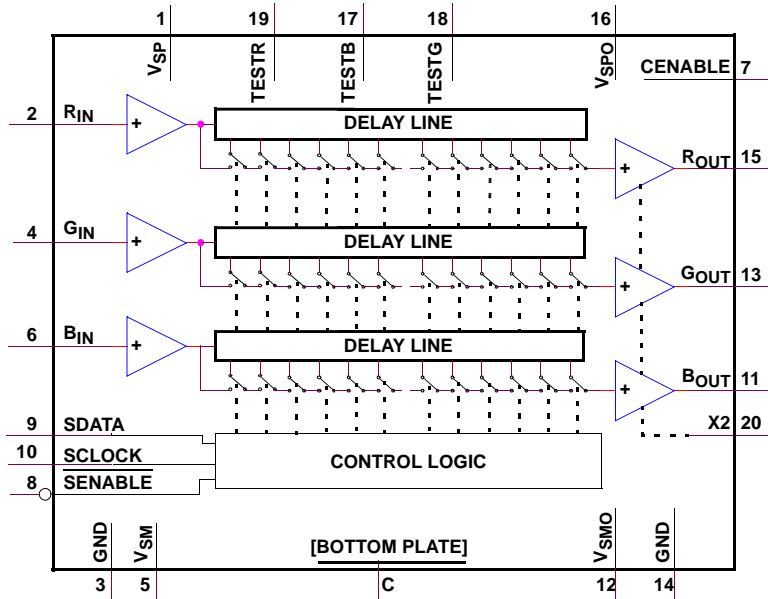 1 19 17 18 16
VSP TESTR TESTB TESTG VSPO
CENABLE 7
2 RIN + DELAY LINE
+ ROUT 15
4 GIN + DELAY LINE
+ GOUT 13
6 BIN + DELAY LINE
+ BOUT 11
9 SDATA X2 20
10 SCLOCK CONTROL LOGIC
8 SENABLE
GND VSM [BOTTOM PLATE] VSMO GND
3 5 C 12 14